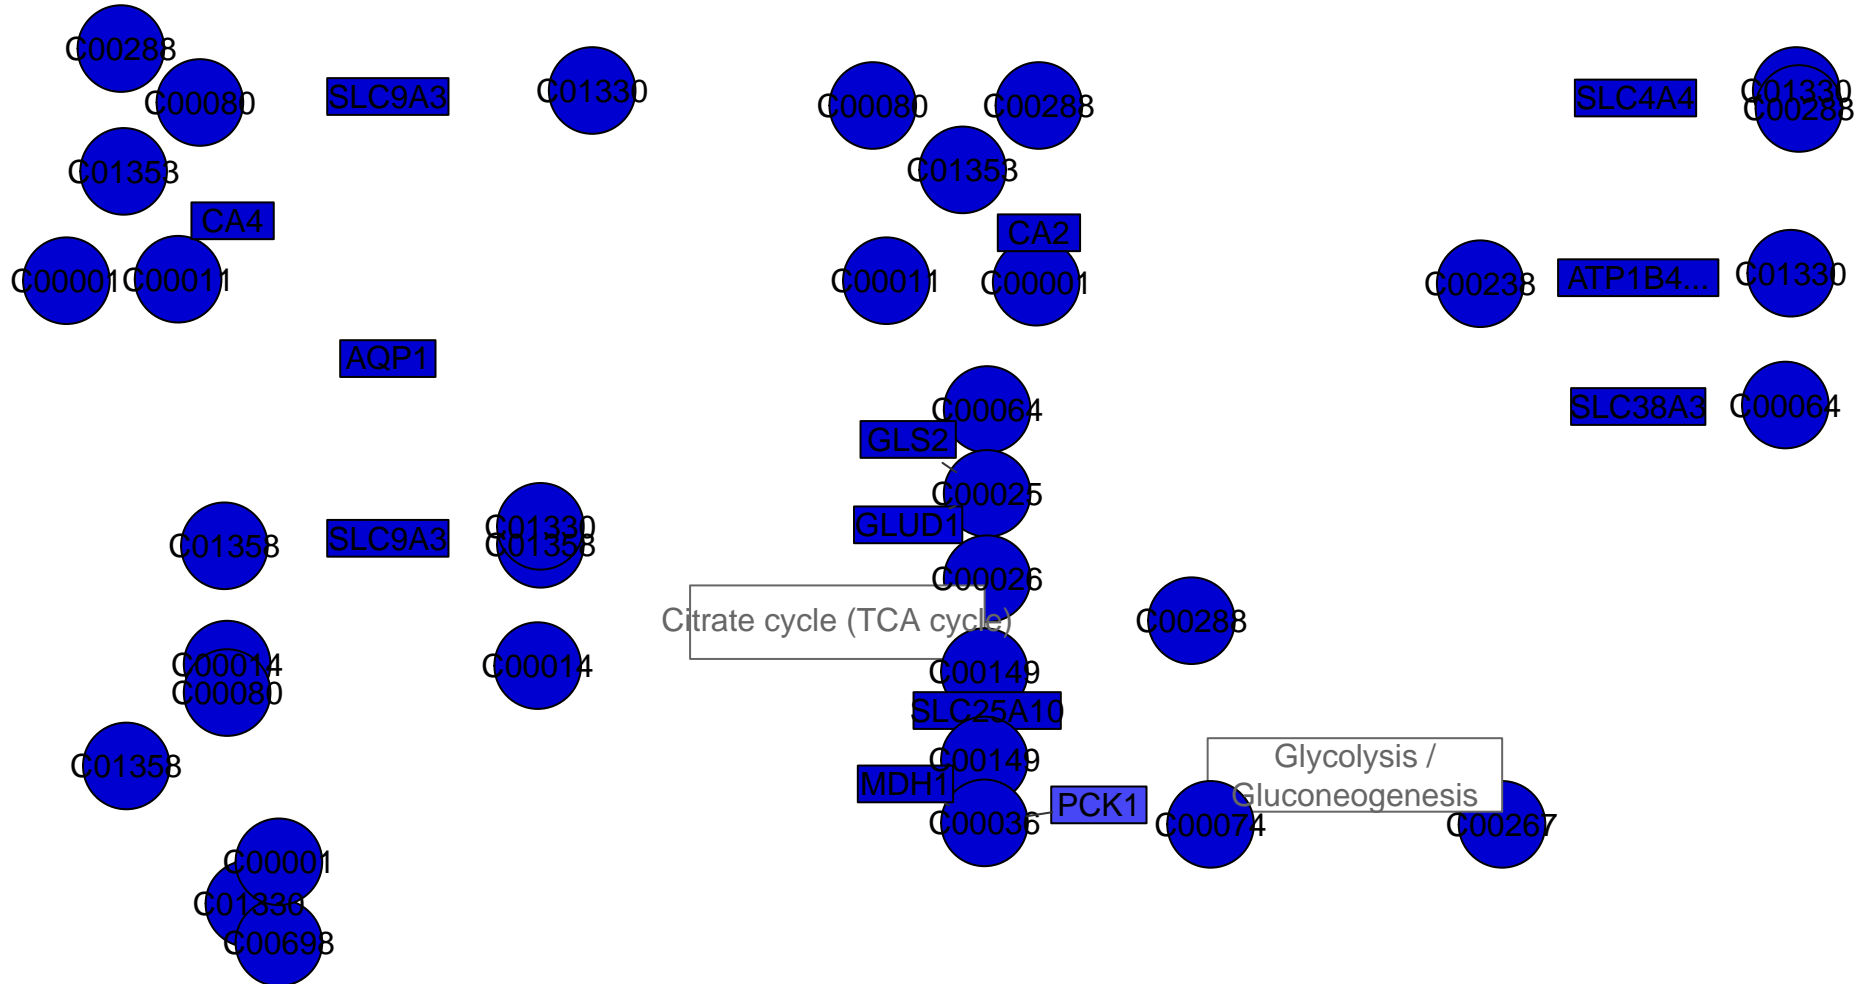 C00288
C00080
SLC9A3
C01330
C00080
C00288
SLC4A4
C01330
C00288
C01353
C01353
CA4
CA2
C00001
C00011
C00011
C00001
C00238
ATP1B4...
C01330
AQP1
C00064
SLC38A3
C00064
GLS2
C00025
GLUD1
C01358
SLC9A3
C01330
C01358
C00026
Citrate cycle (TCA cycle)
C00288
C00014
C00080
C00014
C00149
SLC25A10
C01358
C00149
MDH1
C00036
PCK1
Glycolysis /
Gluconeogenesis
C00074
C00267
C00001
C01330
C00698